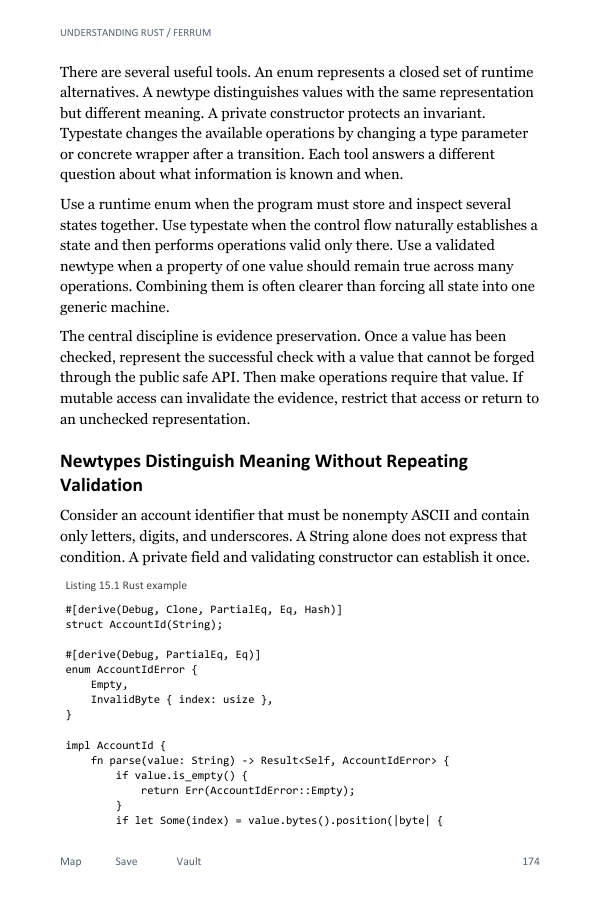 UNDERSTANDING RUST / FERRUM
There are several useful tools. An enum represents a closed set of runtime
alternatives. A newtype distinguishes values with the same representation
but different meaning. A private constructor protects an invariant.
Typestate changes the available operations by changing a type parameter
or concrete wrapper after a transition. Each tool answers a different
question about what information is known and when.
Use a runtime enum when the program must store and inspect several
states together. Use typestate when the control flow naturally establishes a
state and then performs operations valid only there. Use a validated
newtype when a property of one value should remain true across many
operations. Combining them is often clearer than forcing all state into one
generic machine.
The central discipline is evidence preservation. Once a value has been
checked, represent the successful check with a value that cannot be forged
through the public safe API. Then make operations require that value. If
mutable access can invalidate the evidence, restrict that access or return to
an unchecked representation.
Newtypes Distinguish Meaning Without Repeating
Validation
Consider an account identifier that must be nonempty ASCII and contain
only letters, digits, and underscores. A String alone does not express that
condition. A private field and validating constructor can establish it once.
Listing 15.1 Rust example
#[derive(Debug, Clone, PartialEq, Eq, Hash)]
struct AccountId(String);
#[derive(Debug, PartialEq, Eq)]
enum AccountIdError {
    Empty,
    InvalidByte { index: usize },
}
impl AccountId {
    fn parse(value: String) -> Result<Self, AccountIdError> {
        if value.is_empty() {
            return Err(AccountIdError::Empty);
        }
        if let Some(index) = value.bytes().position(|byte| {
Map Save Vault 174